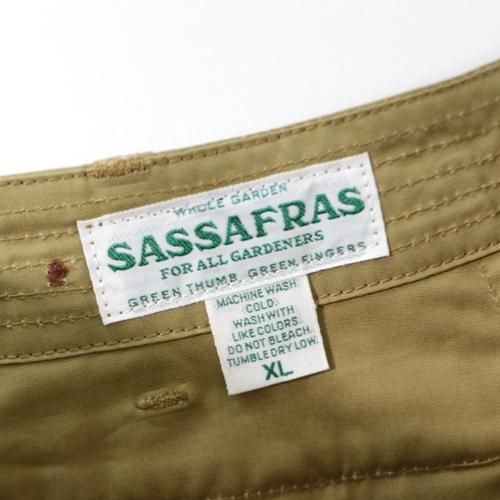 WHOLE GARDEN
SASSAFRAS
FOR ALL GARDENERS
GREEN THUMB, GREEN FINGERS
MACHINE WASH
COLD.
WASH WITH
LIKE COLORS.
DO NOT BLEACH.
TUMBLE DRY LOW.
XL